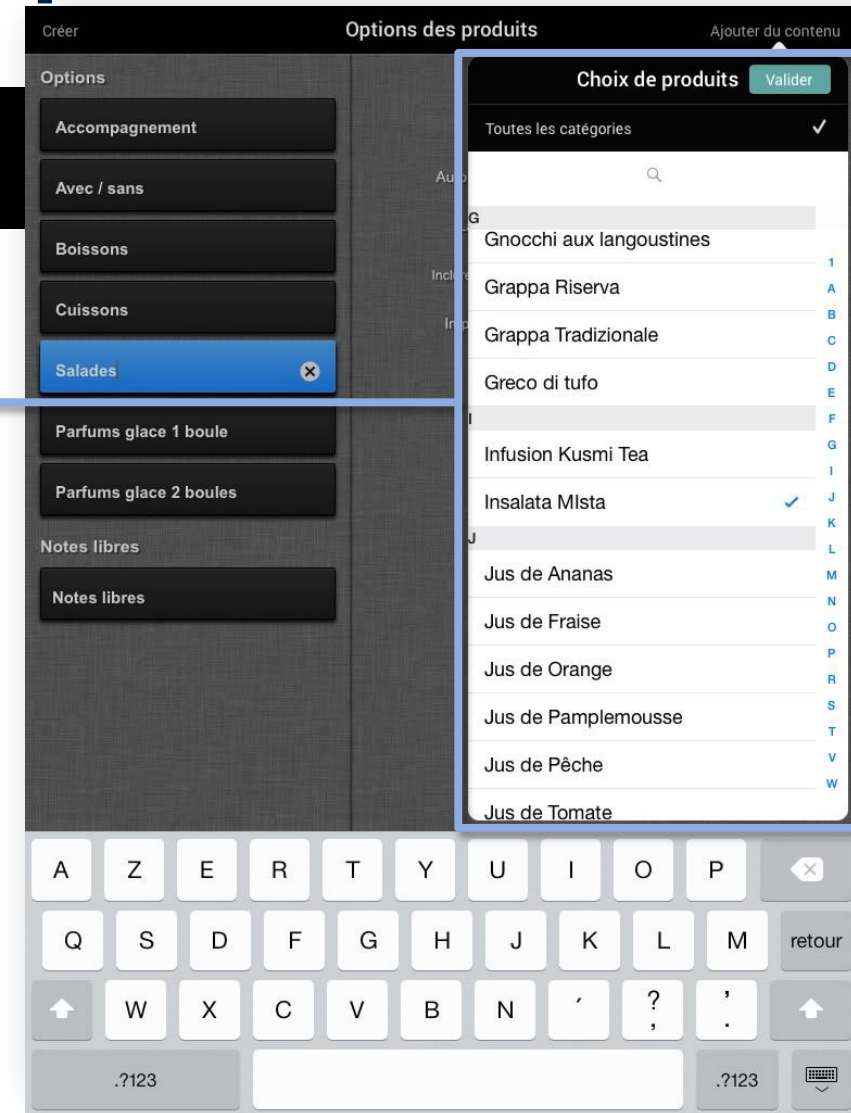 Créer
Options des produits
Ajouter du contenu
Options
Accompagnement
Avec / sans
Boissons
Cuissons
Salades
Parfums glace 1 boule
Parfums glace 2 boules
Notes libres
Notes libres
Choix de produits
Valider
Toutes les catégories
G
Gnocchi aux langoustines
Grappa Riserva
Grappa Tradizionale
Greco di tufo
I
Infusion Kusmi Tea
Insalata MIsta
J
Jus de Ananas
Jus de Fraise
Jus de Orange
Jus de Pamplemousse
Jus de Pêche
Jus de Tomate
1
A
B
C
D
E
F
G
I
J
K
L
M
N
O
P
R
S
T
V
W
A Z E R T Y U I O P
Q S D F G H J K L M retour
W X C V B N ´ ? , ' .
.?123 .?123